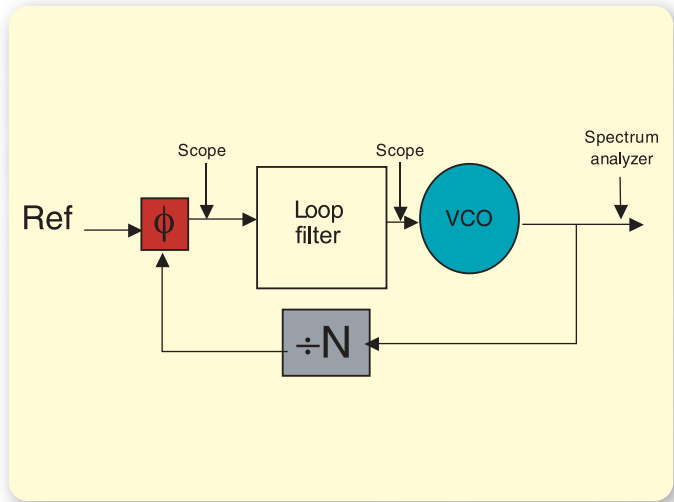 Spectrum
analyzer
Scope
Scope
Ref
ϕ
Loop
filter
VCO
÷N